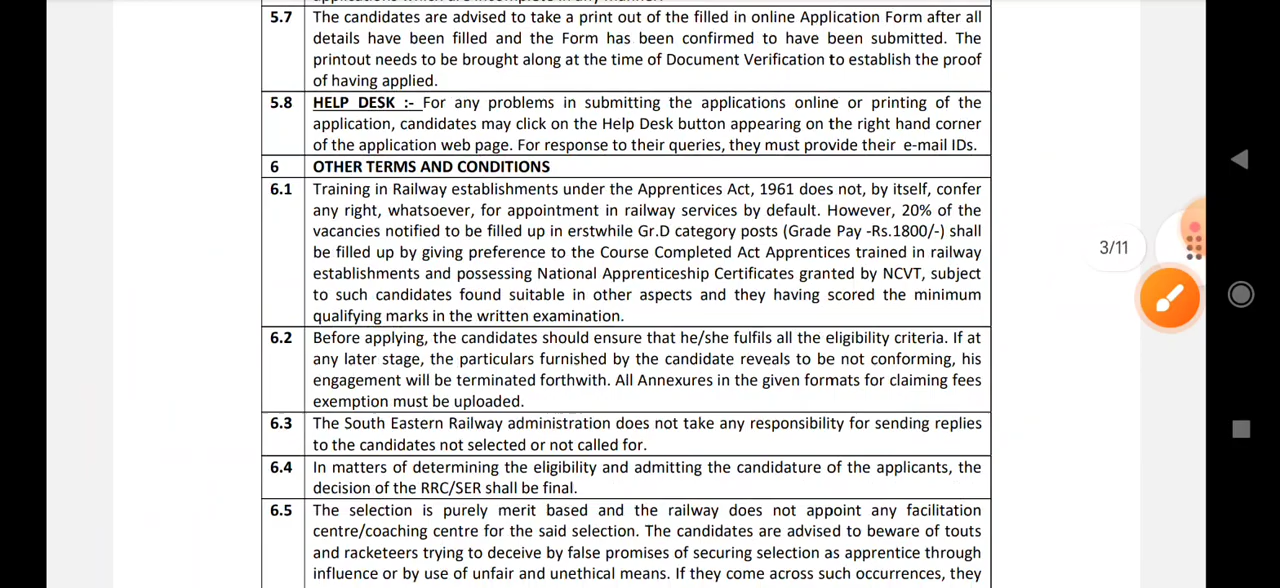 5.7 The candidates are advised to take a print out of the filled in online Application Form after all
details have been filled and the Form has been confirmed to have been submitted. The
printout needs to be brought along at the time of Document Verification to establish the proof
of having applied.
5.8 HELP DESK :- For any problems in submitting the applications online or printing of the
application, candidates may click on the Help Desk button appearing on the right hand corner
of the application web page. For response to their queries, they must provide their e-mail IDs.
6 OTHER TERMS AND CONDITIONS
6.1 Training in Railway establishments under the Apprentices Act, 1961 does not, by itself, confer
any right, whatsoever, for appointment in railway services by default. However, 20% of the
vacancies notified to be filled up in erstwhile Gr.D category posts (Grade Pay -Rs.1800/-) shall
be filled up by giving preference to the Course Completed Act Apprentices trained in railway
establishments and possessing National Apprenticeship Certificates granted by NCVT, subject
to such candidates found suitable in other aspects and they having scored the minimum
qualifying marks in the written examination.
6.2 Before applying, the candidates should ensure that he/she fulfils all the eligibility criteria. If at
any later stage, the particulars furnished by the candidate reveals to be not conforming, his
engagement will be terminated forthwith. All Annexures in the given formats for claiming fees
exemption must be uploaded.
6.3 The South Eastern Railway administration does not take any responsibility for sending replies
to the candidates not selected or not called for.
6.4 In matters of determining the eligibility and admitting the candidature of the applicants, the
decision of the RRC/SER shall be final.
6.5 The selection is purely merit based and the railway does not appoint any facilitation
centre/coaching centre for the said selection. The candidates are advised to beware of touts
and racketeers trying to deceive by false promises of securing selection as apprentice through
influence or by use of unfair and unethical means. If they come across such occurrences, they
3/11